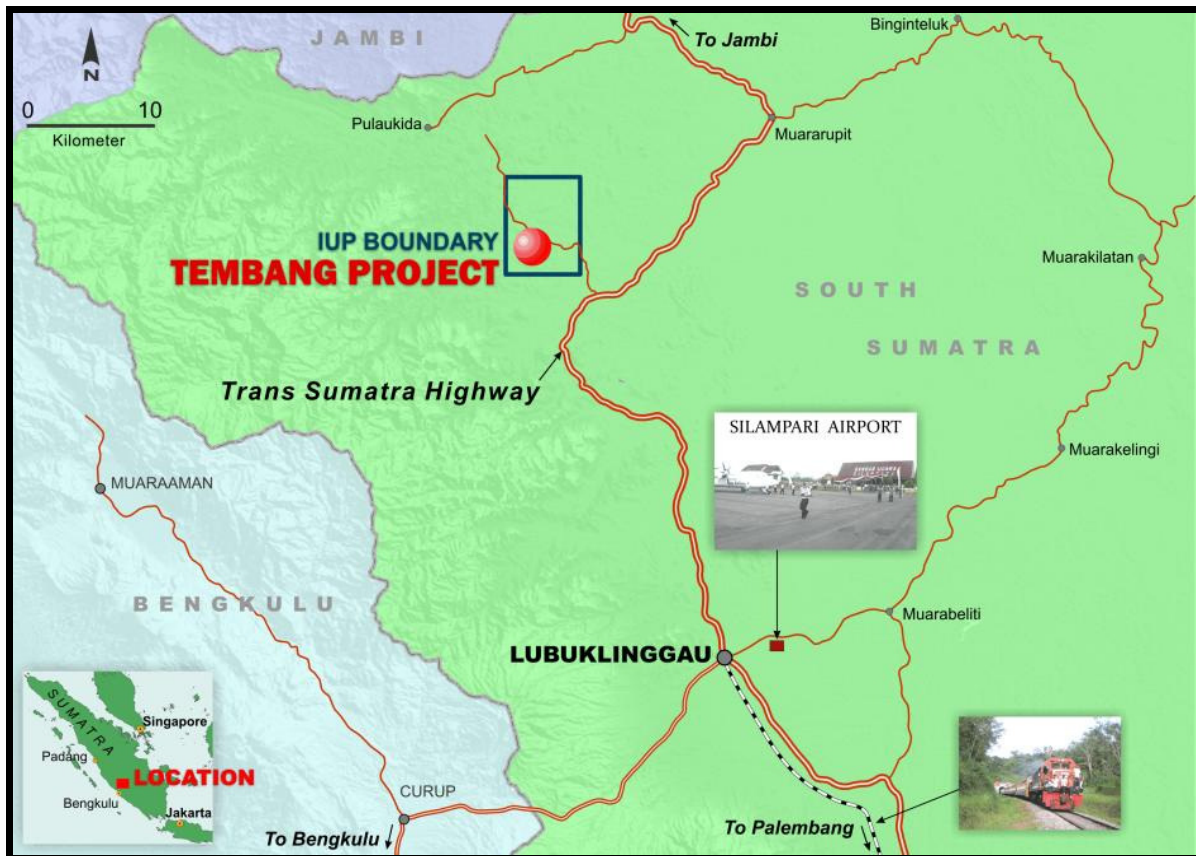 JAMBI
To Jambi
Binginteluk
N
0 10
Kilometer
Pulaukida
Muararupit
IUP BOUNDARY
TEMBANG PROJECT
Muarakilatan
SOUTH
SUMATRA
Trans Sumatra Highway
SILAMPARI AIRPORT
Muarakelingi
MUARAAMAN
BENGKULU
Muarabeliti
LUBUKLINGGAU
SUMATRA
Singapore
Padang
LOCATION
Bengkulu
Jakarta
CURUP
To Bengkulu
To Palembang